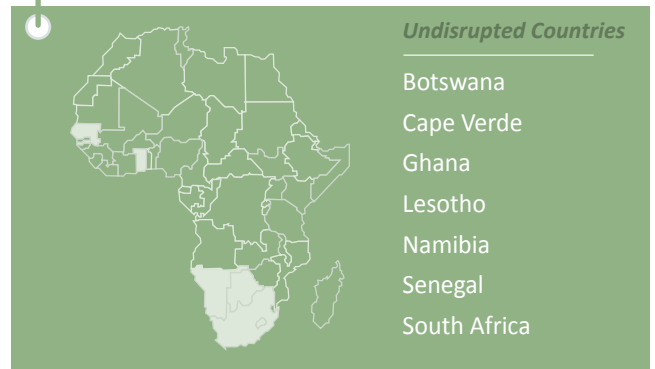 Undisrupted Countries
Botswana
Cape Verde
Ghana
Lesotho
Namibia
Senegal
South Africa